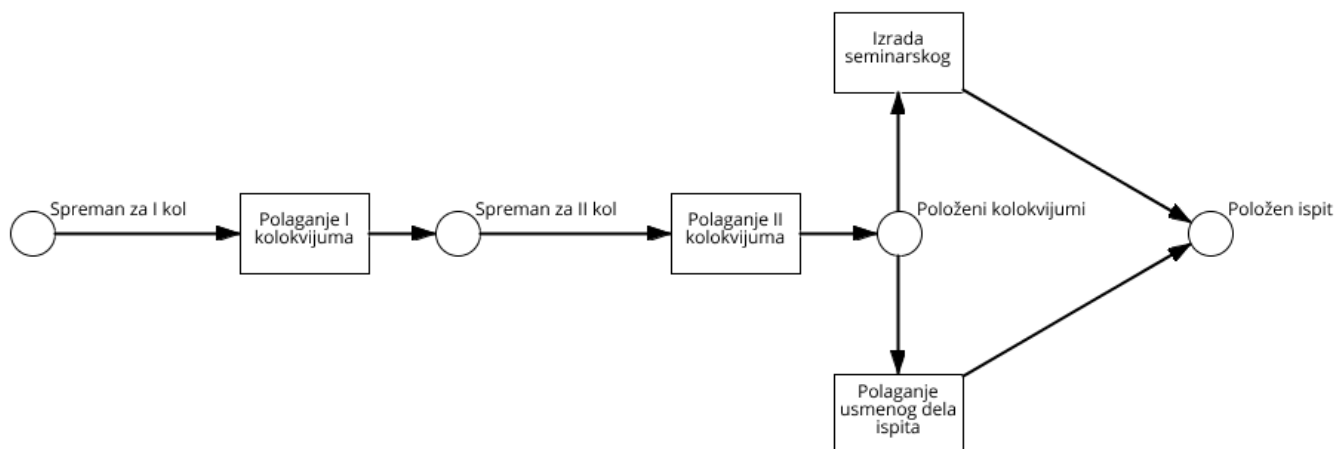 Izrada
seminarskog
Spreman za I kol
Polaganje I
kolokvijuma
Spreman za II kol
Polaganje II
kolokvijuma
Položeni kolokvijumi
Položen ispit
Polaganje
usmenog dela
ispita